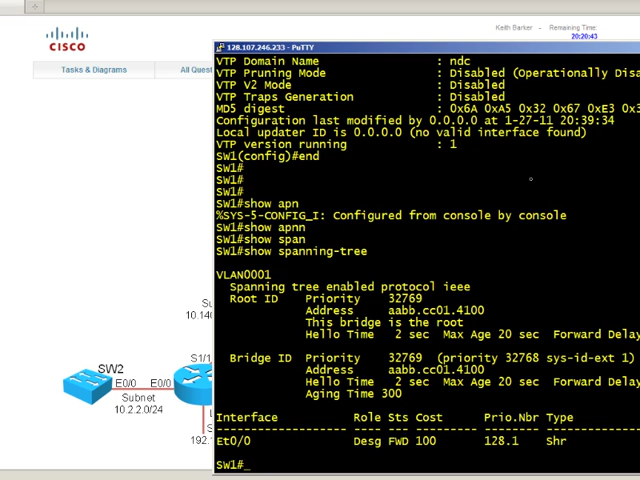 Keith Barker - Remaining Time:
20:20:43
CISCO
Tasks & Diagrams
All Quest
128.107.246.233 - PuTTY
VTP Domain Name : ndc
VTP Pruning Mode : Disabled (Operationally Disa
VTP V2 Mode : Disabled
VTP Traps Generation : Disabled
MD5 digest : 0x6A 0xA5 0x32 0x67 0xE3 0x3
Configuration last modified by 0.0.0.0 at 1-27-11 20:39:34
Local updater ID is 0.0.0.0 (no valid interface found)
VTP version running : 1
SW1(config)#end
SW1#
SW1#
SW1#
SW1#show apn
%SYS-5-CONFIG_I: Configured from console by console
SW1#show apnn
SW1#show span
SW1#show spanning-tree
VLAN0001
Spanning tree enabled protocol ieee
Root ID Priority 32769
Address aabb.cc01.4100
This bridge is the root
Hello Time 2 sec Max Age 20 sec Forward Delay
Bridge ID Priority 32769 (priority 32768 sys-id-ext 1)
Address aabb.cc01.4100
Hello Time 2 sec Max Age 20 sec Forward Delay
Aging Time 300
Interface Role Sts Cost Prio.Nbr Type
------------------- ---- --- --------- -------- --------------------
Et0/0 Desg FWD 100 128.1 Shr
SW1#_
Su
10.140
S1/1
SW2
E0/0 E0/0
Subnet
10.2.2.0/24
192.